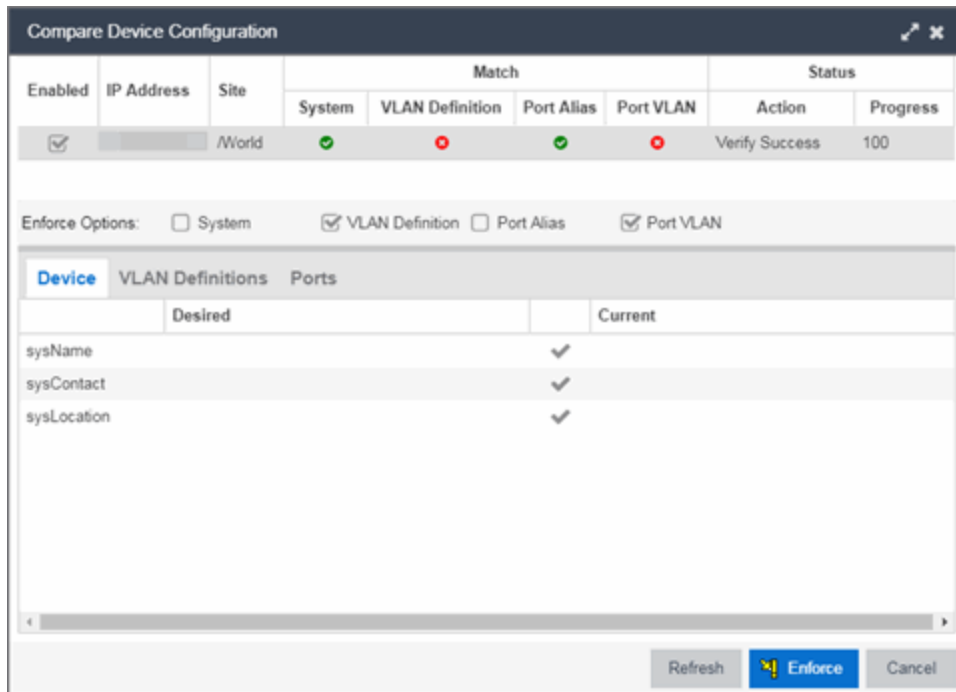 Compare Device Configuration
Enabled IP Address Site Match Status
System VLAN Definition Port Alias Port VLAN Action Progress
/World Verify Success 100
Enforce Options: System VLAN Definition Port Alias Port VLAN
Device VLAN Definitions Ports
Desired Current
sysName
sysContact
sysLocation
Refresh Enforce Cancel